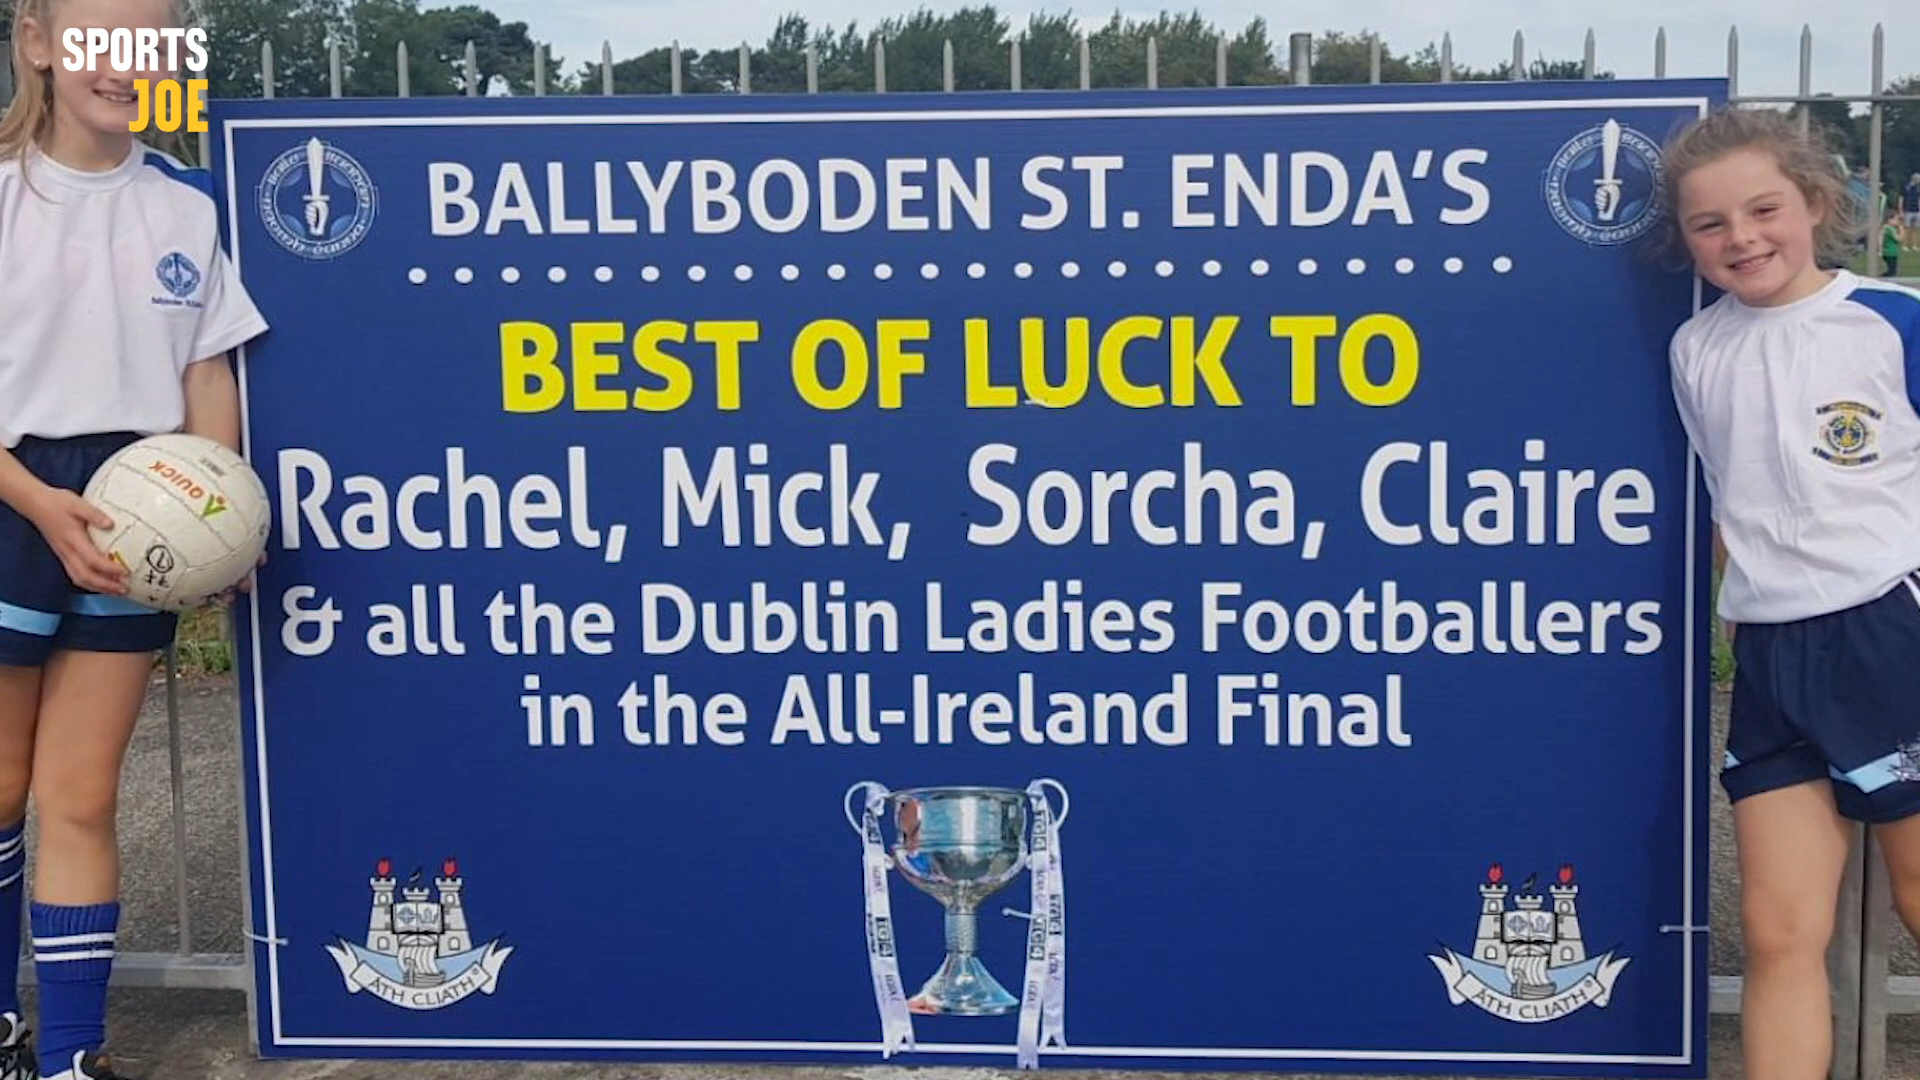 SPORTS
JOE
BALLYBODEN ST. ENDA'S
BEST OF LUCK TO
Rachel, Mick, Sorcha, Claire
& all the Dublin Ladies Footballers
in the All-Ireland Final
QUICK
ÁTH CLIATH
ÁTH CLIATH